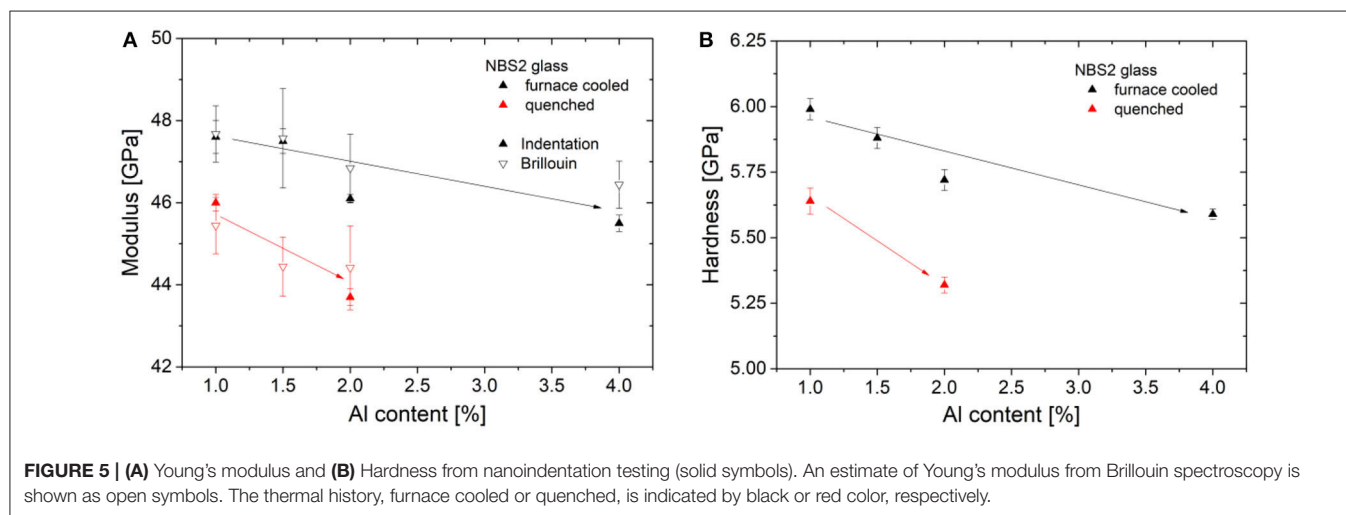 A
50
48
46
44
42
Modulus [GPa]
NBS2 glass
furnace cooled
quenched
Indentation
Brillouin
1.0 1.5 2.0 2.5 3.0 3.5 4.0
Al content [%]
B
6.25
6.00
5.75
5.50
5.25
5.00
Hardness [GPa]
NBS2 glass
furnace cooled
quenched
1.0 1.5 2.0 2.5 3.0 3.5 4.0
Al content [%]
FIGURE 5 | (A) Young's modulus and (B) Hardness from nanoindentation testing (solid symbols). An estimate of Young's modulus from Brillouin spectroscopy is
shown as open symbols. The thermal history, furnace cooled or quenched, is indicated by black or red color, respectively.